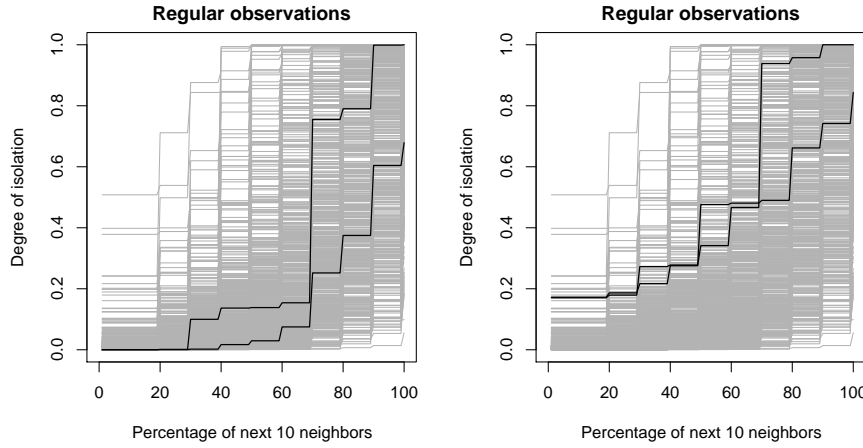 Regular observations
Degree of isolation
1.0
0.8
0.6
0.4
0.2
0.0
0 20 40 60 80 100
Percentage of next 10 neighbors
Regular observations
Degree of isolation
1.0
0.8
0.6
0.4
0.2
0.0
0 20 40 60 80 100
Percentage of next 10 neighbors